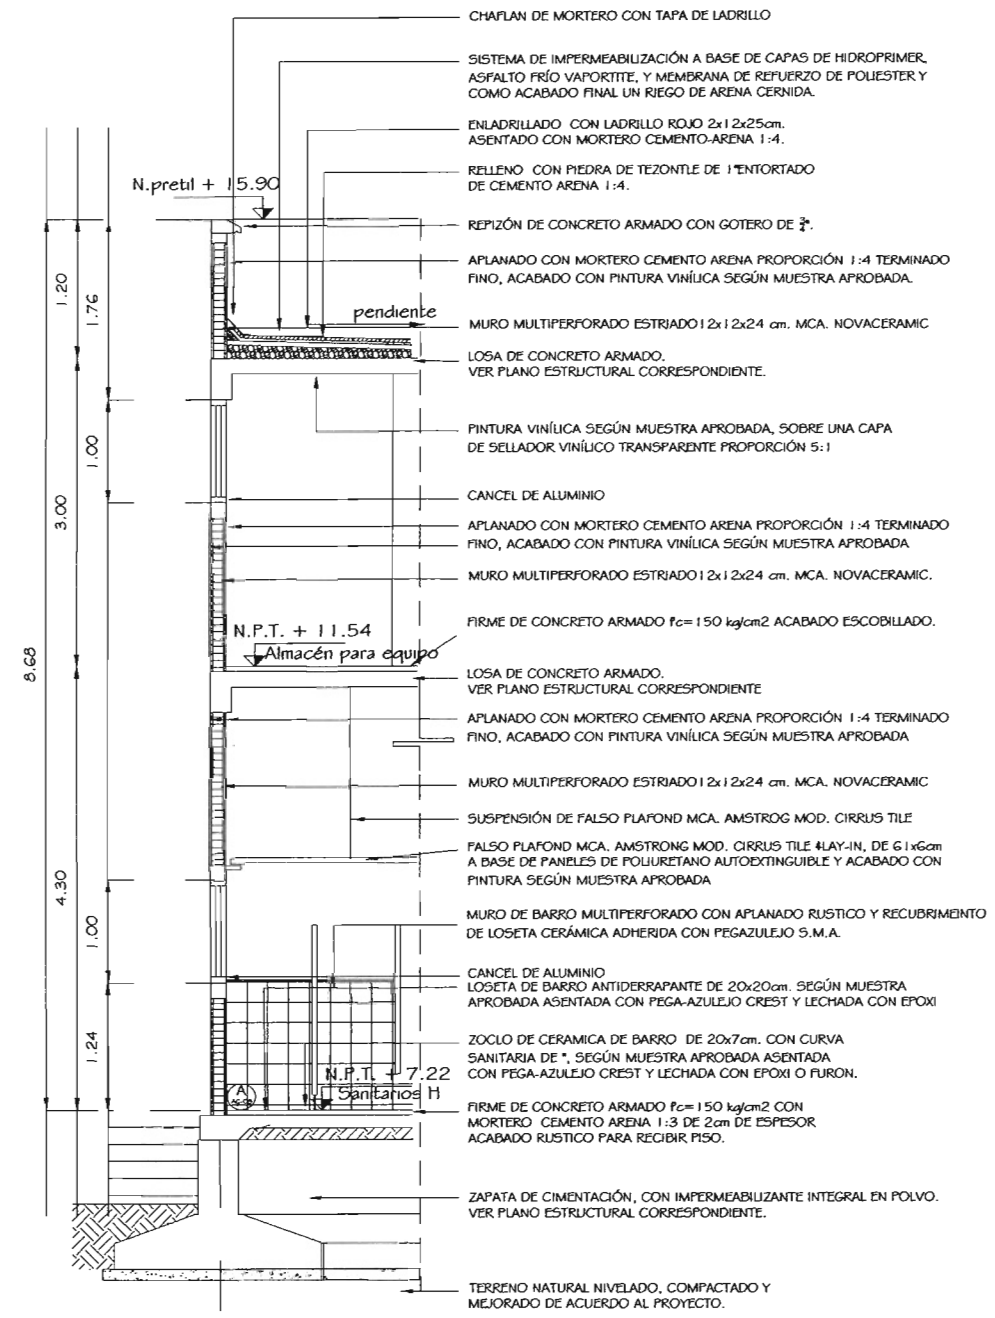 CHAFLAN DE MORTERO CON TAPA DE LADRILLO
SISTEMA DE IMPERMEABILIZACIÓN A BASE DE CAPAS DE HIDROPRIMER,
ASFALTO FRÍO VAPORTITE, Y MEMBRANA DE REFUERZO DE POLIESTER Y
COMO ACABADO FINAL UN RIEGO DE ARENA CERNIDA.
ENLADRILLADO CON LADRILLO ROJO 2x12x25cm.
ASENTADO CON MORTERO CEMENTO-ARENA 1:4.
RELLENO CON PIEDRA DE TEZONTLE DE 1"ENTORTADO
DE CEMENTO ARENA 1:4.
N.pretil + 15.90
REPIZÓN DE CONCRETO ARMADO CON GOTERO DE 3/4".
APLANADO CON MORTERO CEMENTO ARENA PROPORCIÓN 1:4 TERMINADO
FINO, ACABADO CON PINTURA VINÍLICA SEGÚN MUESTRA APROBADA.
1.20
1.76
pendiente
MURO MULTIPERFORADO ESTRIADO12x12x24 cm. MCA. NOVACERAMIC
LOSA DE CONCRETO ARMADO.
VER PLANO ESTRUCTURAL CORRESPONDIENTE.
PINTURA VINÍLICA SEGÚN MUESTRA APROBADA, SOBRE UNA CAPA
DE SELLADOR VINÍLICO TRANSPARENTE PROPORCIÓN 5:1
1.00
3.00
CANCEL DE ALUMINIO
APLANADO CON MORTERO CEMENTO ARENA PROPORCIÓN 1:4 TERMINADO
FINO, ACABADO CON PINTURA VINÍLICA SEGÚN MUESTRA APROBADA
MURO MULTIPERFORADO ESTRIADO12x12x24 cm. MCA. NOVACERAMIC.
FIRME DE CONCRETO ARMADO f'c=150 kg/cm2 ACABADO ESCOBILLADO.
N.P.T. + 11.54
Almacén para equipo
8.68
LOSA DE CONCRETO ARMADO.
VER PLANO ESTRUCTURAL CORRESPONDIENTE
APLANADO CON MORTERO CEMENTO ARENA PROPORCIÓN 1:4 TERMINADO
FINO, ACABADO CON PINTURA VINÍLICA SEGÚN MUESTRA APROBADA
MURO MULTIPERFORADO ESTRIADO12x12x24 cm. MCA. NOVACERAMIC
SUSPENSIÓN DE FALSO PLAFOND MCA. AMSTROG MOD. CIRRUS TILE
FALSO PLAFOND MCA. AMSTRONG MOD. CIRRUS TILE &LAY-IN, DE 61x6cm
A BASE DE PANELES DE POLIURETANO AUTOEXTINGUIBLE Y ACABADO CON
PINTURA SEGÚN MUESTRA APROBADA
4.30
1.00
MURO DE BARRO MULTIPERFORADO CON APLANADO RUSTICO Y RECUBRIMEINTO
DE LOSETA CERÁMICA ADHERIDA CON PEGAZULEJO S.M.A.
CANCEL DE ALUMINIO
LOSETA DE BARRO ANTIDERRAPANTE DE 20x20cm. SEGÚN MUESTRA
APROBADA ASENTADA CON PEGA-AZULEJO CREST Y LECHADA CON EPOXI
1.24
ZOCLO DE CERAMICA DE BARRO DE 20x7cm. CON CURVA
SANITARIA DE ", SEGÚN MUESTRA APROBADA ASENTADA
CON PEGA-AZULEJO CREST Y LECHADA CON EPOXI O FURON.
N.P.T. + 7.22
Sanitarios H
A
FIRME DE CONCRETO ARMADO f'c=150 kg/cm2 CON
MORTERO CEMENTO ARENA 1:3 DE 2cm DE ESPESOR
ACABADO RUSTICO PARA RECIBIR PISO.
ZAPATA DE CIMENTACIÓN, CON IMPERMEABILIZANTE INTEGRAL EN POLVO.
VER PLANO ESTRUCTURAL CORRESPONDIENTE.
TERRENO NATURAL NIVELADO, COMPACTADO Y
MEJORADO DE ACUERDO AL PROYECTO.